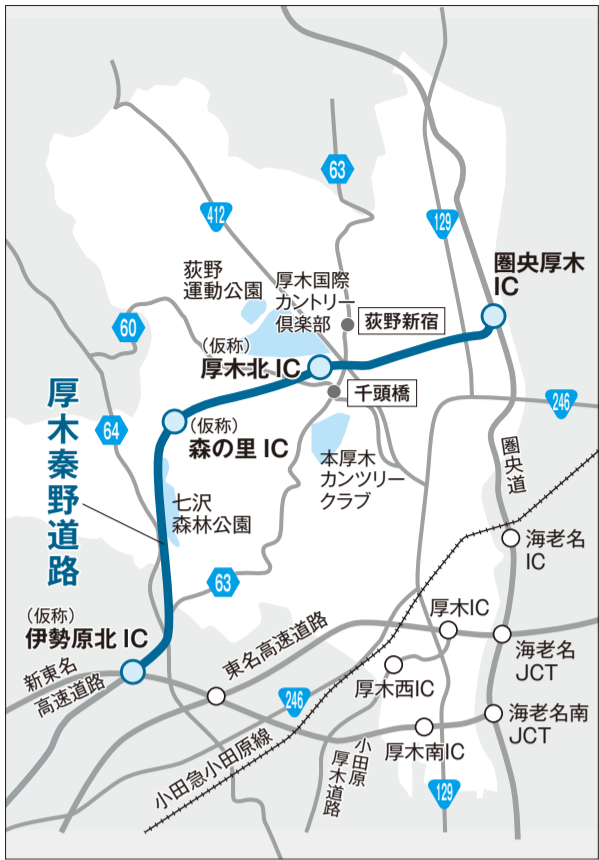 63
412
129
圏央厚木
IC
荻野
運動公園
厚木国際
カントリー
倶楽部
荻野新宿
60
(仮称)
厚木北 IC
千頭橋
246
厚木秦野道路
64
(仮称)
森の里 IC
本厚木
カンツリー
クラブ
圏央道
七沢
森林公園
海老名
IC
63
(仮称)
伊勢原北 IC
東名高速道路
厚木IC
海老名
JCT
新東名
高速道路
厚木西IC
246
海老名南
JCT
小田急小田原線
小田原
厚木道路
厚木南IC
129